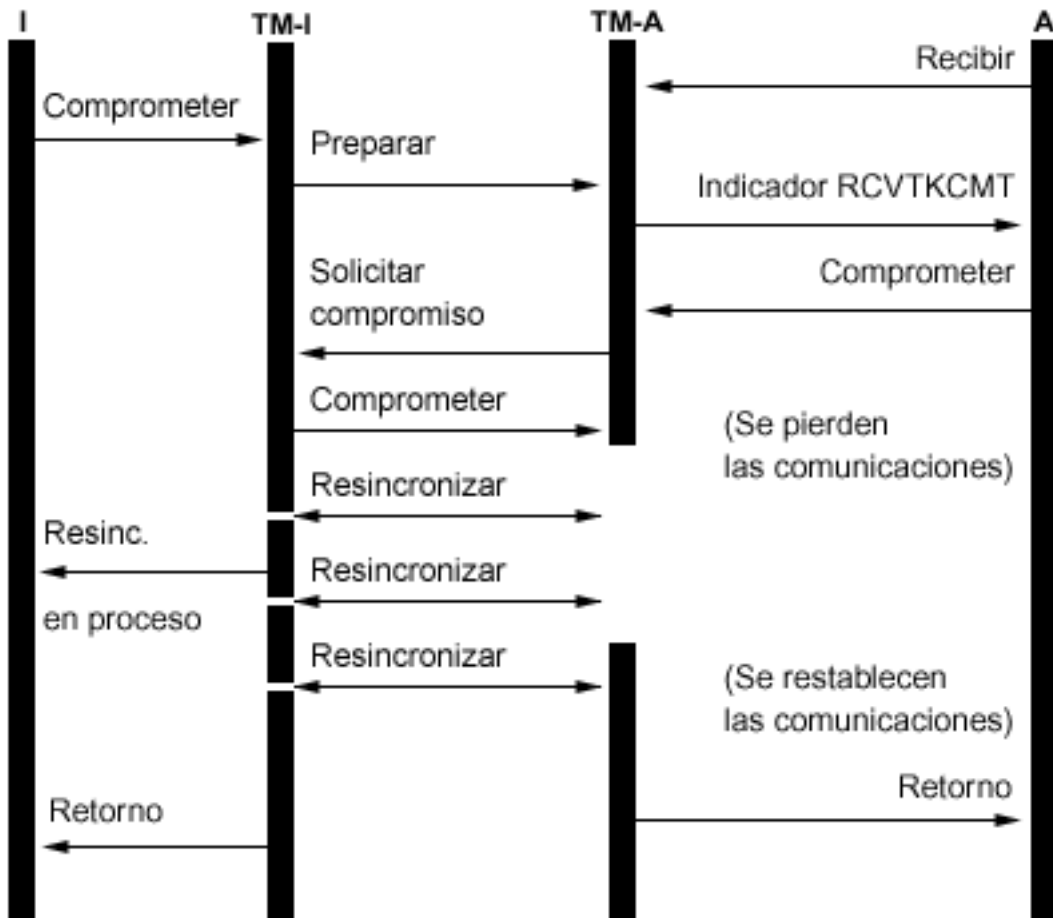 I
TM-I
TM-A
A
Recibir
Comprometer
Preparar
Indicador RCVTKCMT
Solicitar
compromiso
Comprometer
Comprometer
(Se pierden
las comunicaciones)
Resincronizar
Resinc.
en proceso
Resincronizar
Resincronizar
(Se restablecen
las comunicaciones)
Retorno
Retorno